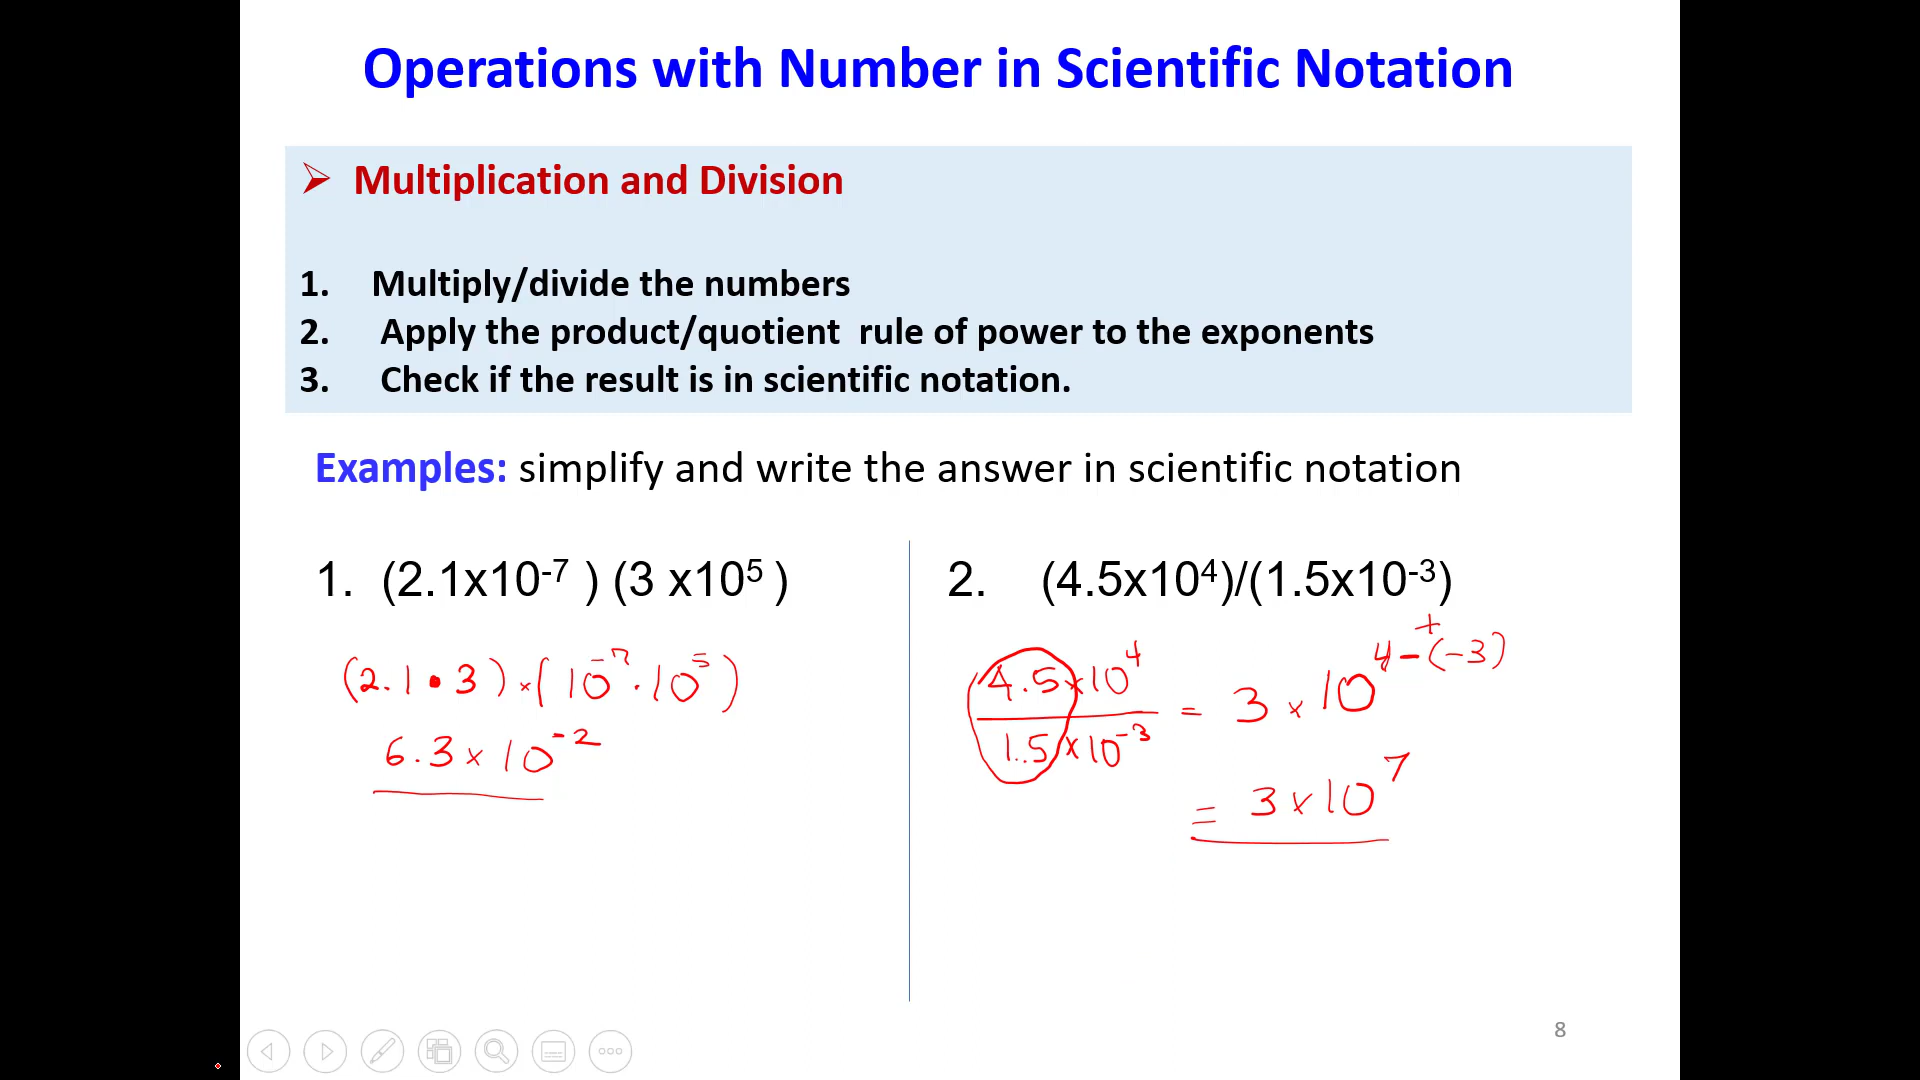 Operations with Number in Scientific Notation
➢ Multiplication and Division
1. Multiply/divide the numbers
2. Apply the product/quotient rule of power to the exponents
3. Check if the result is in scientific notation.
Examples: simplify and write the answer in scientific notation
1. (2.1x10⁻⁷ ) (3 x10⁵ )
(2.1 • 3) × (10⁻⁷ · 10⁵)
6.3 × 10⁻²
2. (4.5x10⁴)/(1.5x10⁻³)
4.5 × 10⁴ / 1.5 × 10⁻³ = 3 × 10⁴⁻⁽⁻³⁾
+
= 3 × 10⁷
8